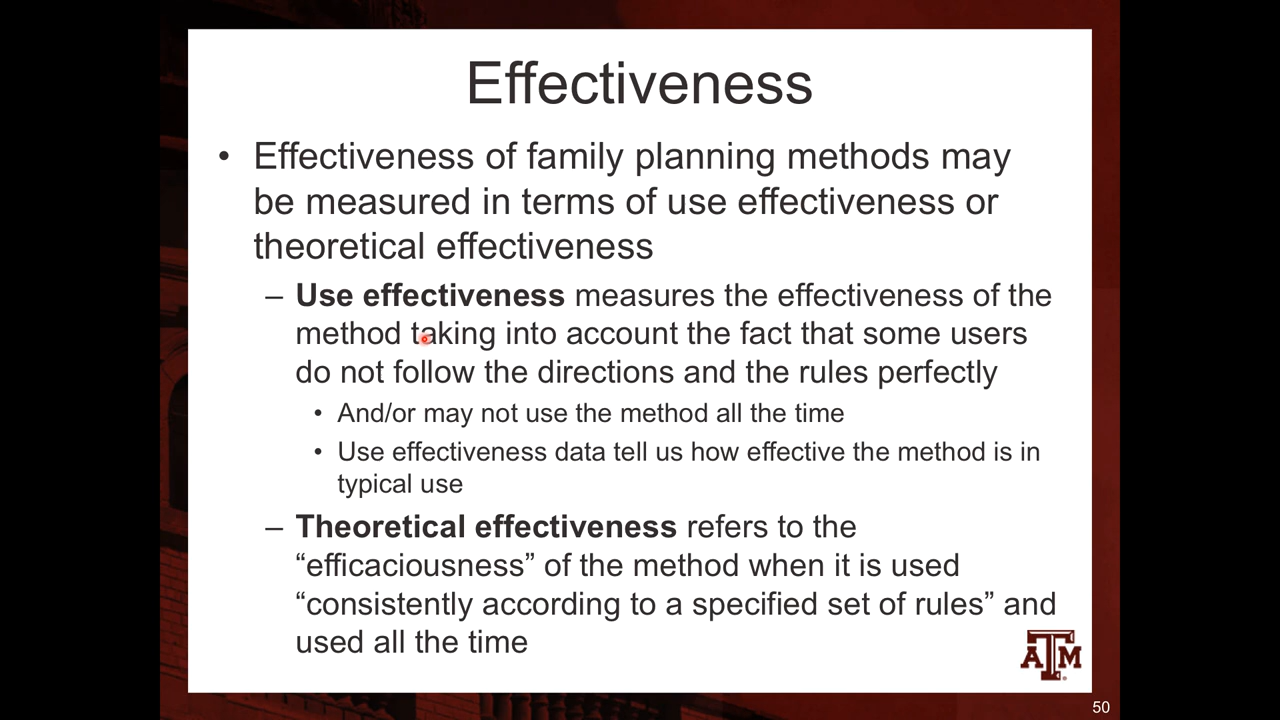 Effectiveness
• Effectiveness of family planning methods may
be measured in terms of use effectiveness or
theoretical effectiveness
– Use effectiveness measures the effectiveness of the
method taking into account the fact that some users
do not follow the directions and the rules perfectly
• And/or may not use the method all the time
• Use effectiveness data tell us how effective the method is in
typical use
– Theoretical effectiveness refers to the
“efficaciousness” of the method when it is used
“consistently according to a specified set of rules” and
used all the time
ATM
50